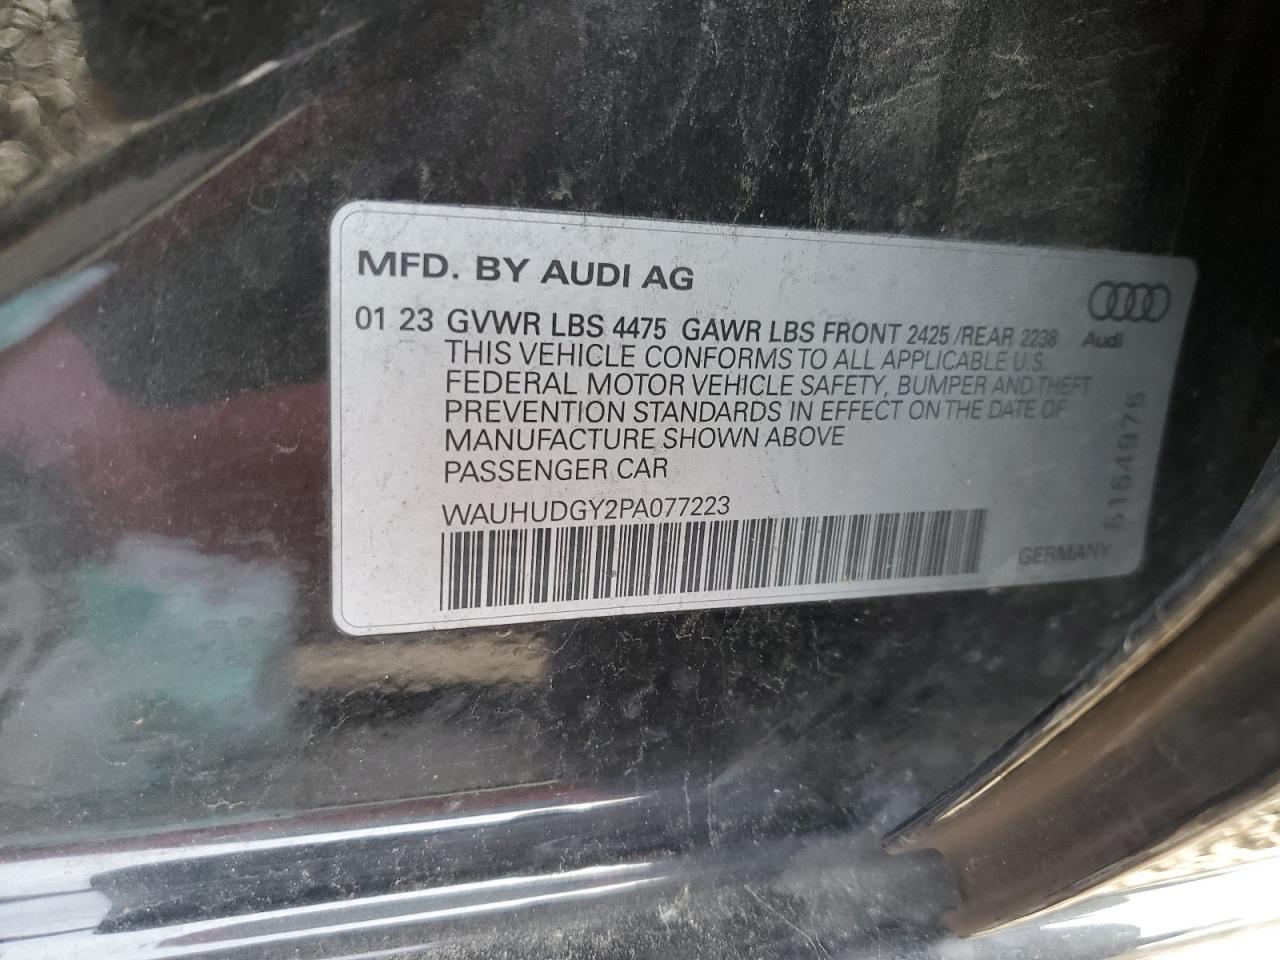 MFD. BY AUDI AG
01 23 GVWR LBS 4475 GAWR LBS FRONT 2425 /REAR 2238
Audi
THIS VEHICLE CONFORMS TO ALL APPLICABLE U.S.
FEDERAL MOTOR VEHICLE SAFETY, BUMPER AND THEFT
PREVENTION STANDARDS IN EFFECT ON THE DATE OF
MANUFACTURE SHOWN ABOVE
PASSENGER CAR
WAUHUDGY2PA077223
GERMANY
5154975